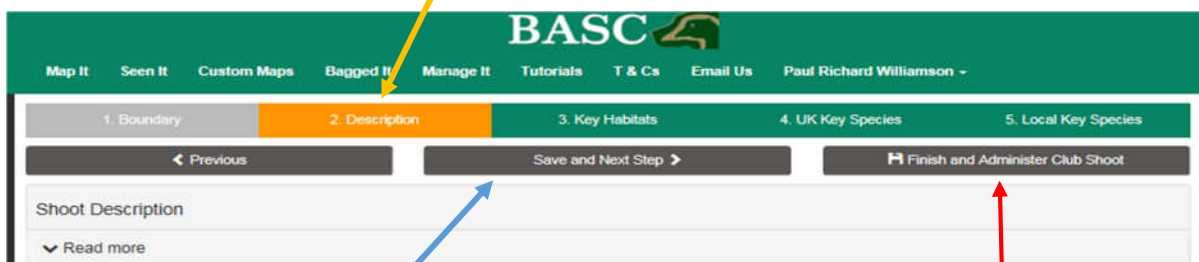 BASC
Map It Seen It Custom Maps Bagged It Manage It Tutorials T & Cs Email Us Paul Richard Williamson
1. Boundary 2. Description 3. Key Habitats 4. UK Key Species 5. Local Key Species
Previous Save and Next Step Finish and Administer Club Shoot
Shoot Description
Read more